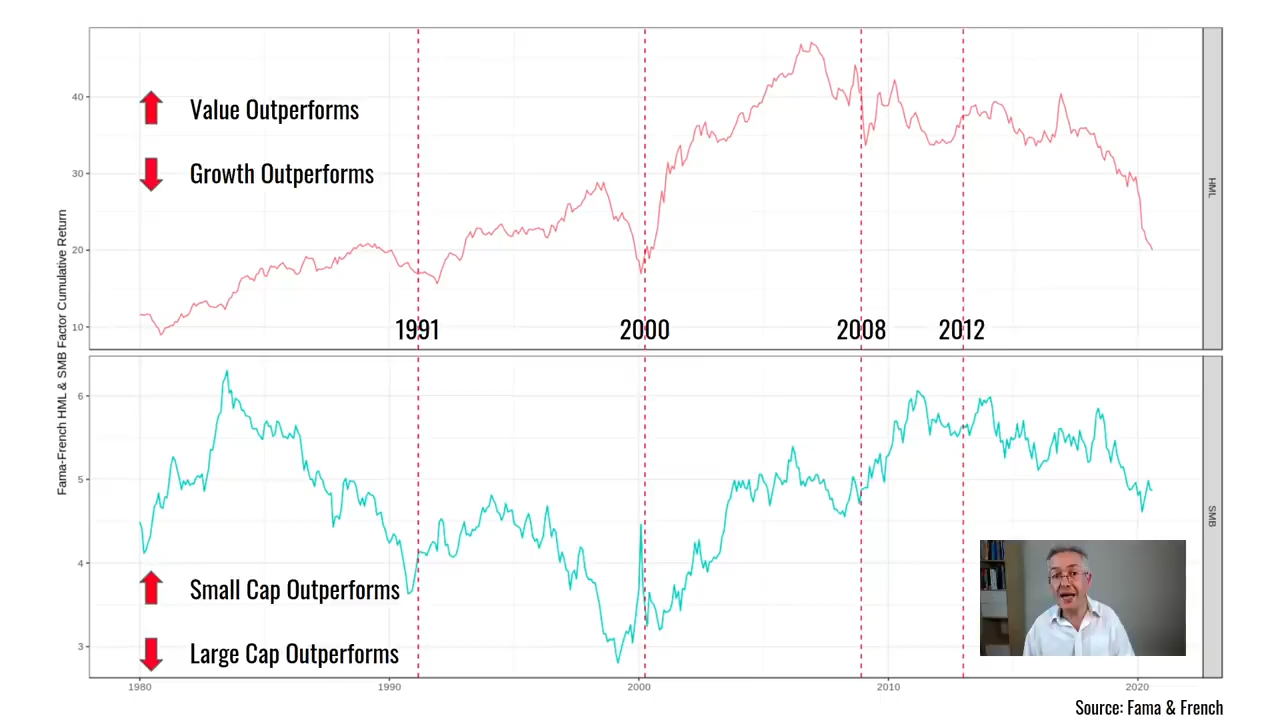 Fama-French HML & SMB Factor Cumulative Return
40
30
20
10
Value Outperforms
Growth Outperforms
HML
1991
2000
2008
2012
6
5
4
3
Small Cap Outperforms
Large Cap Outperforms
SMB
1980
1990
2000
2010
2020
Source: Fama & French